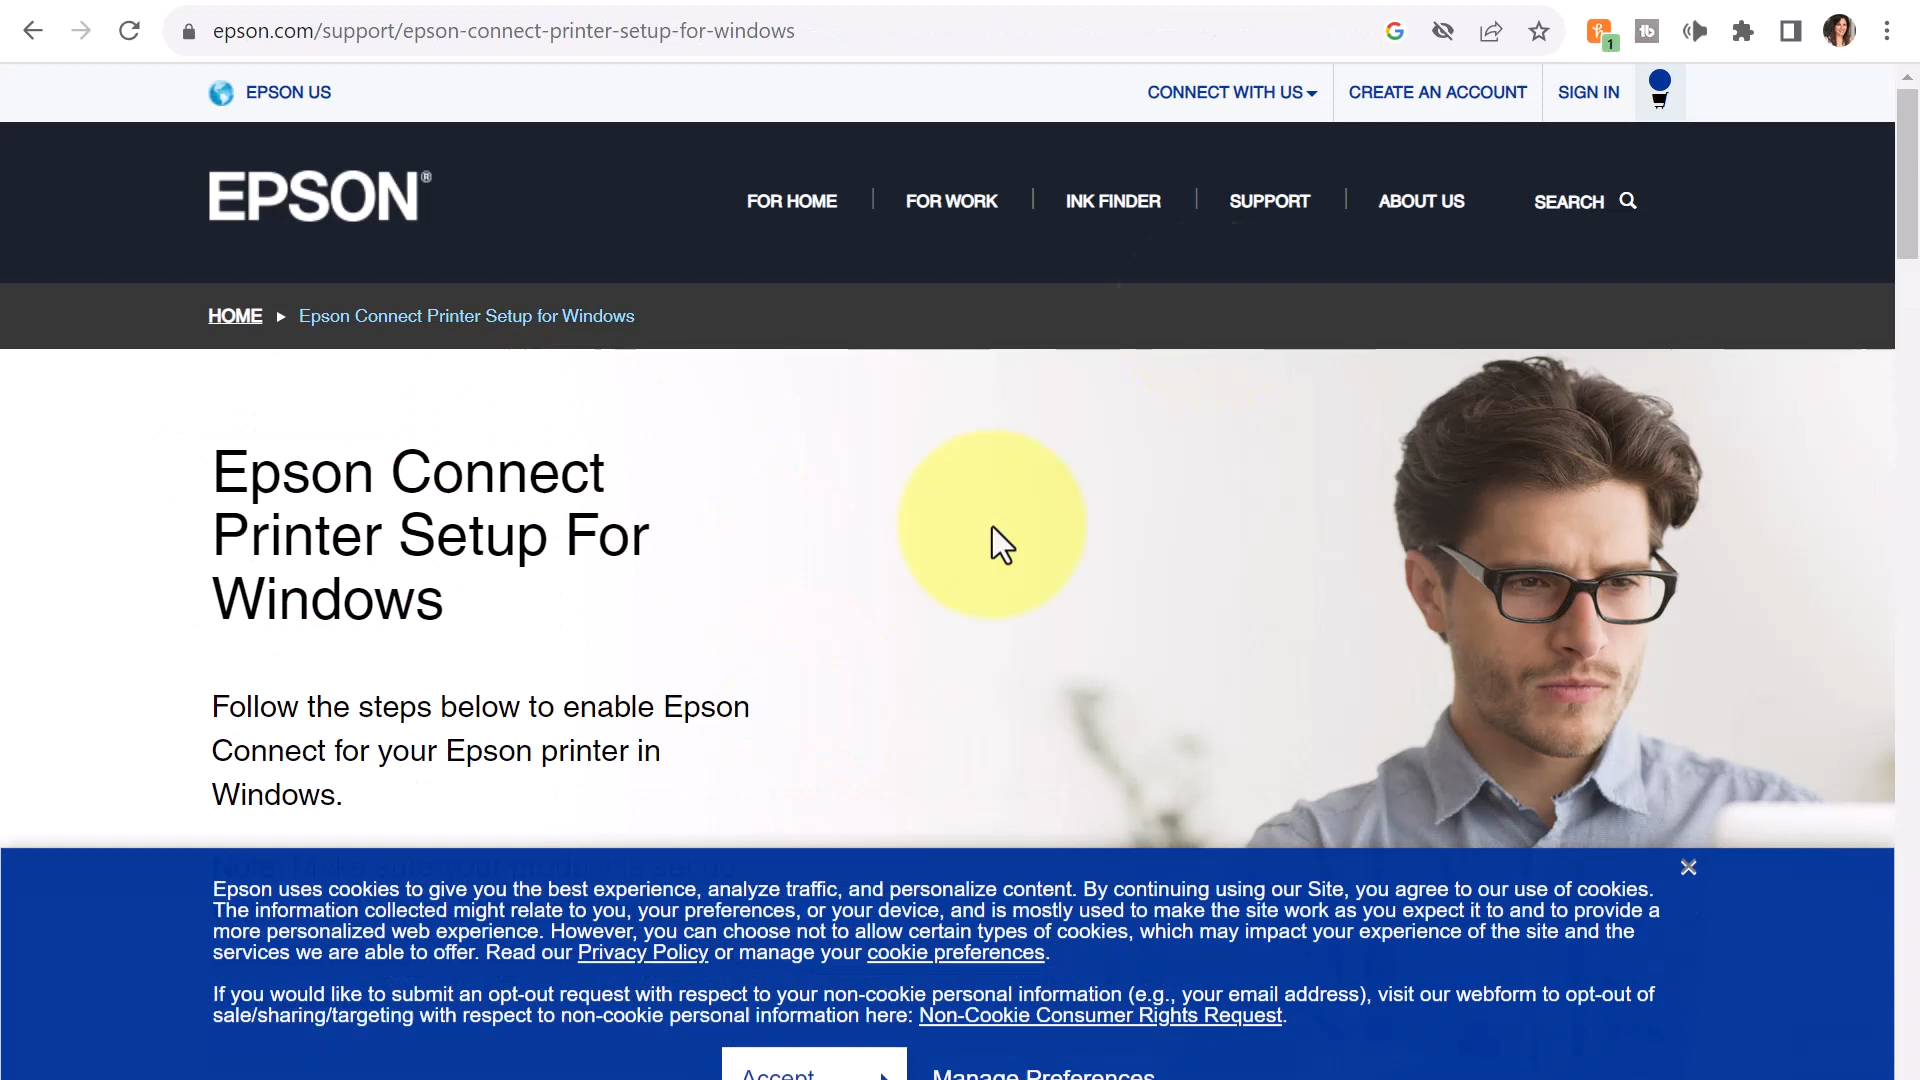 epson.com/support/epson-connect-printer-setup-for-windows
1
EPSON US
CONNECT WITH US
CREATE AN ACCOUNT
SIGN IN
EPSON®
FOR HOME
FOR WORK
INK FINDER
SUPPORT
ABOUT US
SEARCH
HOME
Epson Connect Printer Setup for Windows
Epson Connect
Printer Setup For
Windows
Follow the steps below to enable Epson
Connect for your Epson printer in
Windows.
Epson uses cookies to give you the best experience, analyze traffic, and personalize content. By continuing using our Site, you agree to our use of cookies.
The information collected might relate to you, your preferences, or your device, and is mostly used to make the site work as you expect it to and to provide a
more personalized web experience. However, you can choose not to allow certain types of cookies, which may impact your experience of the site and the
services we are able to offer. Read our Privacy Policy or manage your cookie preferences.
If you would like to submit an opt-out request with respect to your non-cookie personal information (e.g., your email address), visit our webform to opt-out of
sale/sharing/targeting with respect to non-cookie personal information here: Non-Cookie Consumer Rights Request.
Accept
Manage Preferences